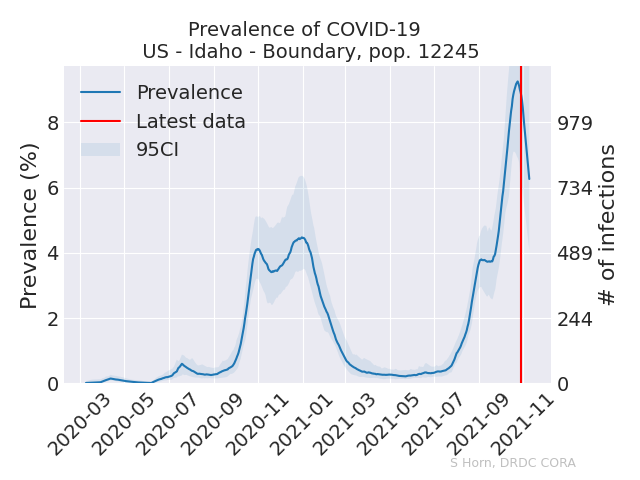 Prevalence of COVID-19
US - Idaho - Boundary, pop. 12245
Prevalence
Latest data
95CI
Prevalence (%)
8
6
4
2
0
979
734
489
244
0
# of infections
2020-03
2020-05
2020-07
2020-09
2020-11
2021-01
2021-03
2021-05
2021-07
2021-09
2021-11
S Horn, DRDC CORA